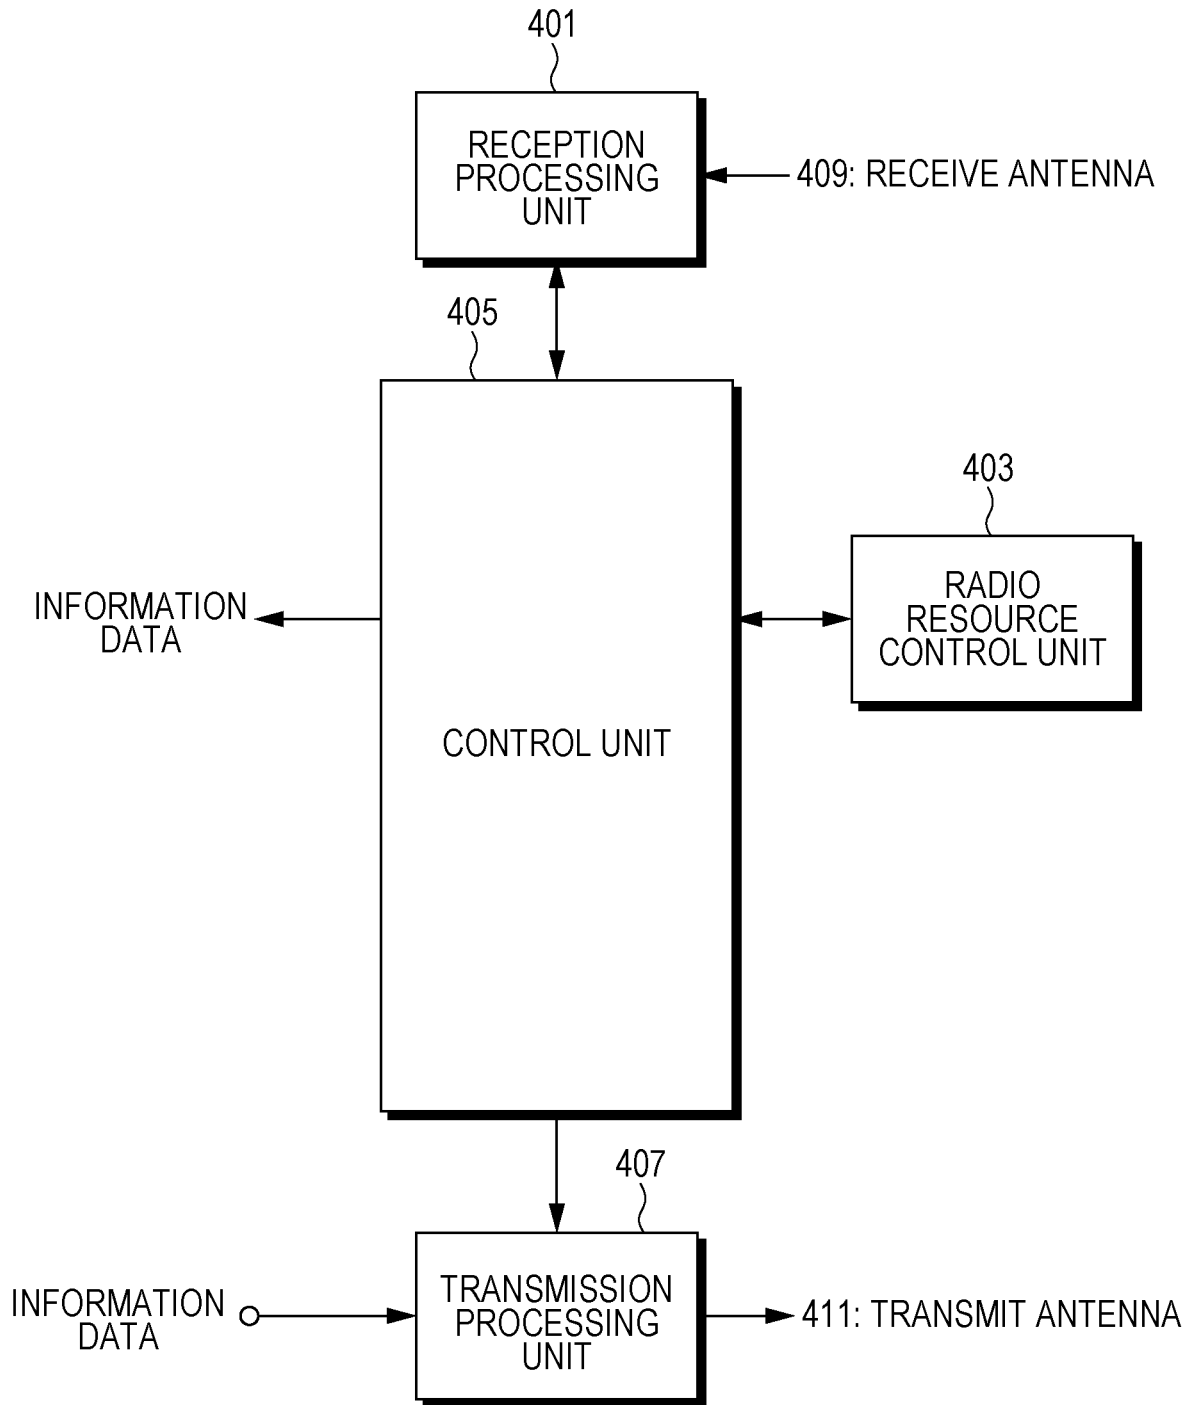 401
RECEPTION
PROCESSING
UNIT
409: RECEIVE ANTENNA
405
403
RADIO
RESOURCE
CONTROL UNIT
INFORMATION
DATA
CONTROL UNIT
407
TRANSMISSION
PROCESSING
UNIT
INFORMATION
DATA
411: TRANSMIT ANTENNA